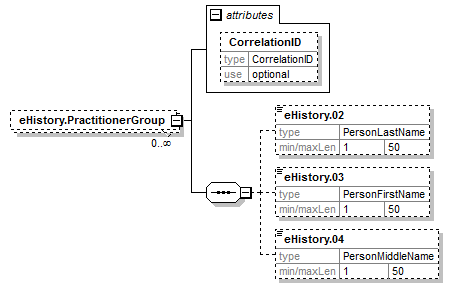 attributes
CorrelationID
type CorrelationID
use optional
eHistory.PractitionerGroup
0..∞
eHistory.02
type PersonLastName
min/maxLen 1 50
eHistory.03
type PersonFirstName
min/maxLen 1 50
eHistory.04
type PersonMiddleName
min/maxLen 1 50